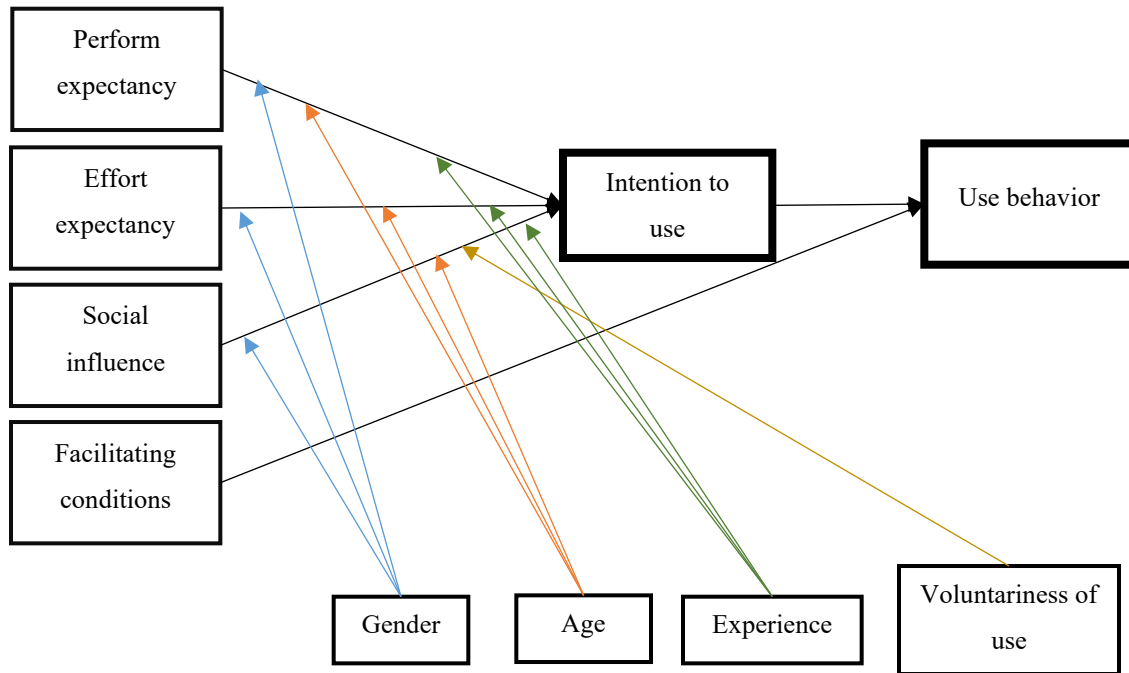 Perform
expectancy
Effort
expectancy
Social
influence
Facilitating
conditions
Intention to
use
Use behavior
Gender
Age
Experience
Voluntariness of
use